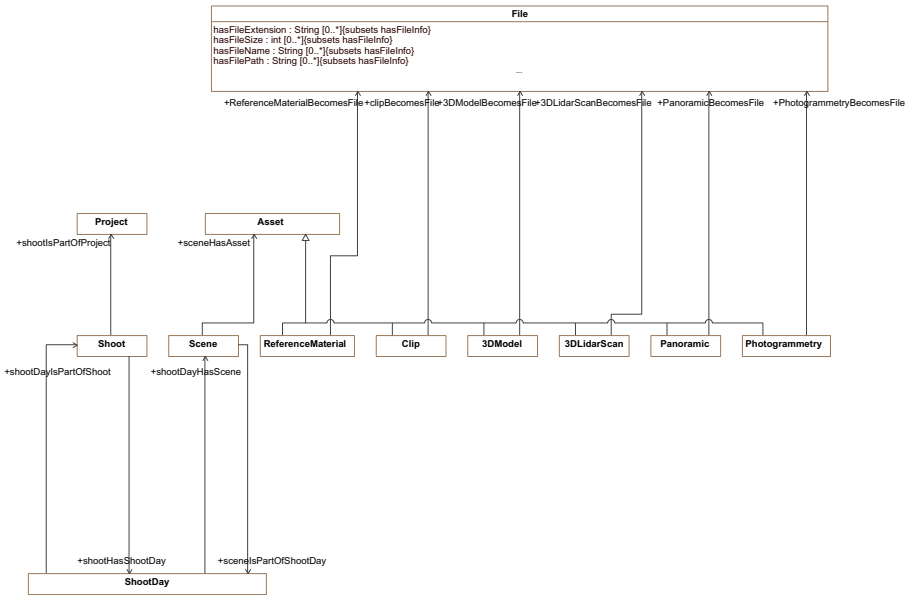 File
hasFileExtension : String [0..*]{subsets hasFileInfo}
hasFileSize : int [0..*]{subsets hasFileInfo}
hasFileName : String [0..*]{subsets hasFileInfo}
hasFilePath : String [0..*]{subsets hasFileInfo}
...
+ReferenceMaterialBecomesFile
+clipBecomesFile
+3DModelBecomesFile
+3DLidarScanBecomesFile
+PanoramicBecomesFile
+PhotogrammetryBecomesFile
Project
Asset
+shootIsPartOfProject
+sceneHasAsset
Shoot
Scene
ReferenceMaterial
Clip
3DModel
3DLidarScan
Panoramic
Photogrammetry
+shootDayIsPartOfShoot
+shootDayHasScene
+shootHasShootDay
+sceneIsPartOfShootDay
ShootDay